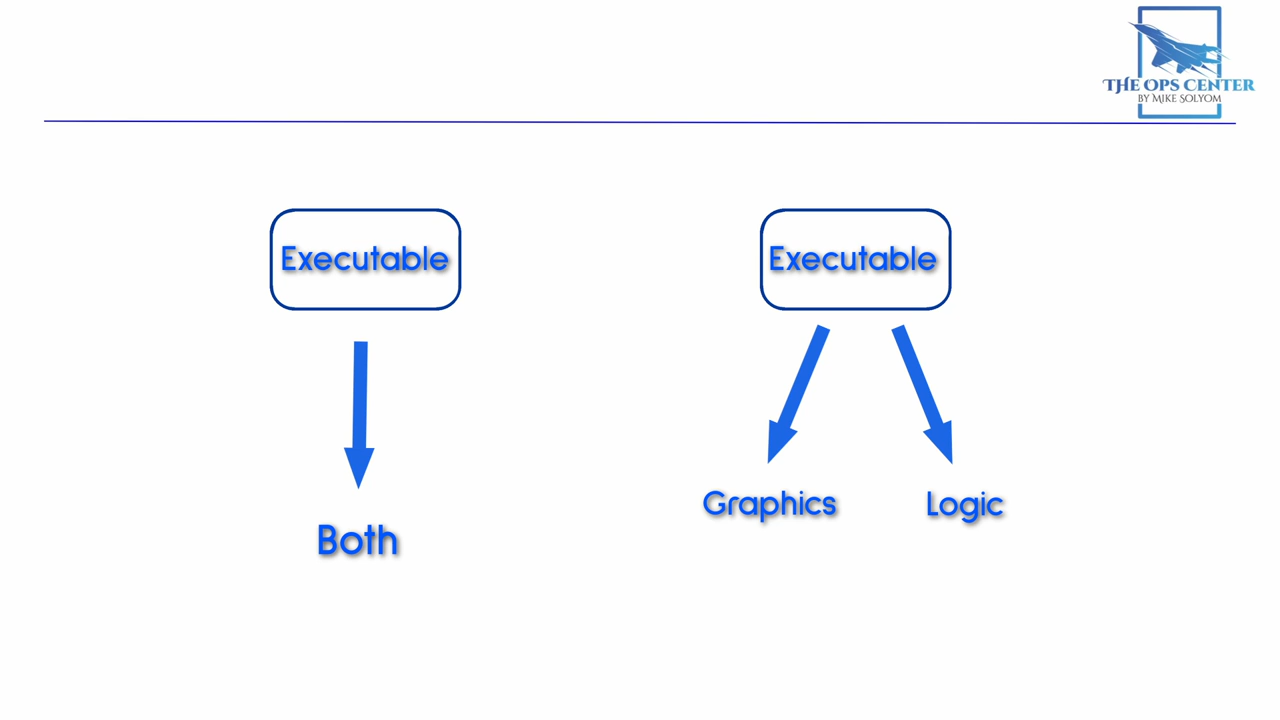 THE OPS CENTER
BY MIKE SOLYOM
Executable
Executable
Both
Graphics
Logic